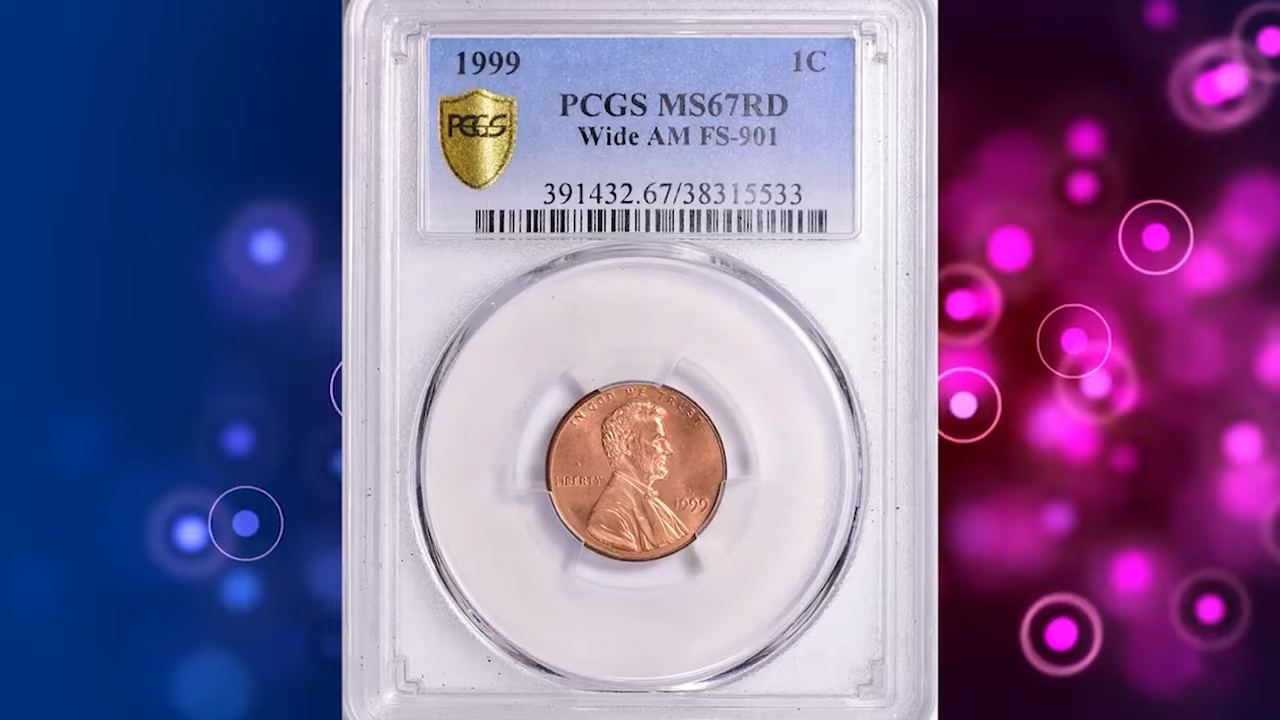 1999 1C
PCGS MS67RD
Wide AM FS-901
PCGS
391432.67/38315533
IN GOD WE TRUST
LIBERTY
1999